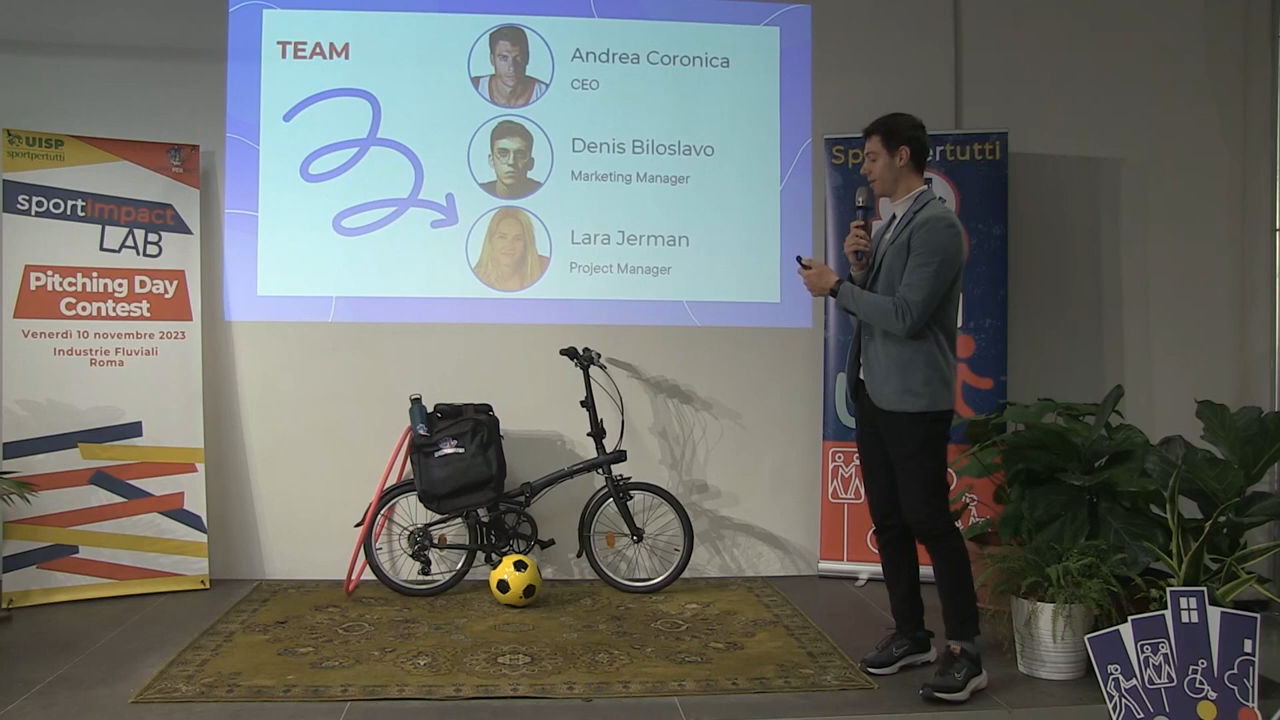 UISP
sportpertutti
sportimpact
LAB
Pitching Day
Contest
Venerdì 10 novembre 2023
Industrie Fluviali
Roma
TEAM
Andrea Coronica
CEO
Denis Biloslavo
Marketing Manager
Lara Jerman
Project Manager